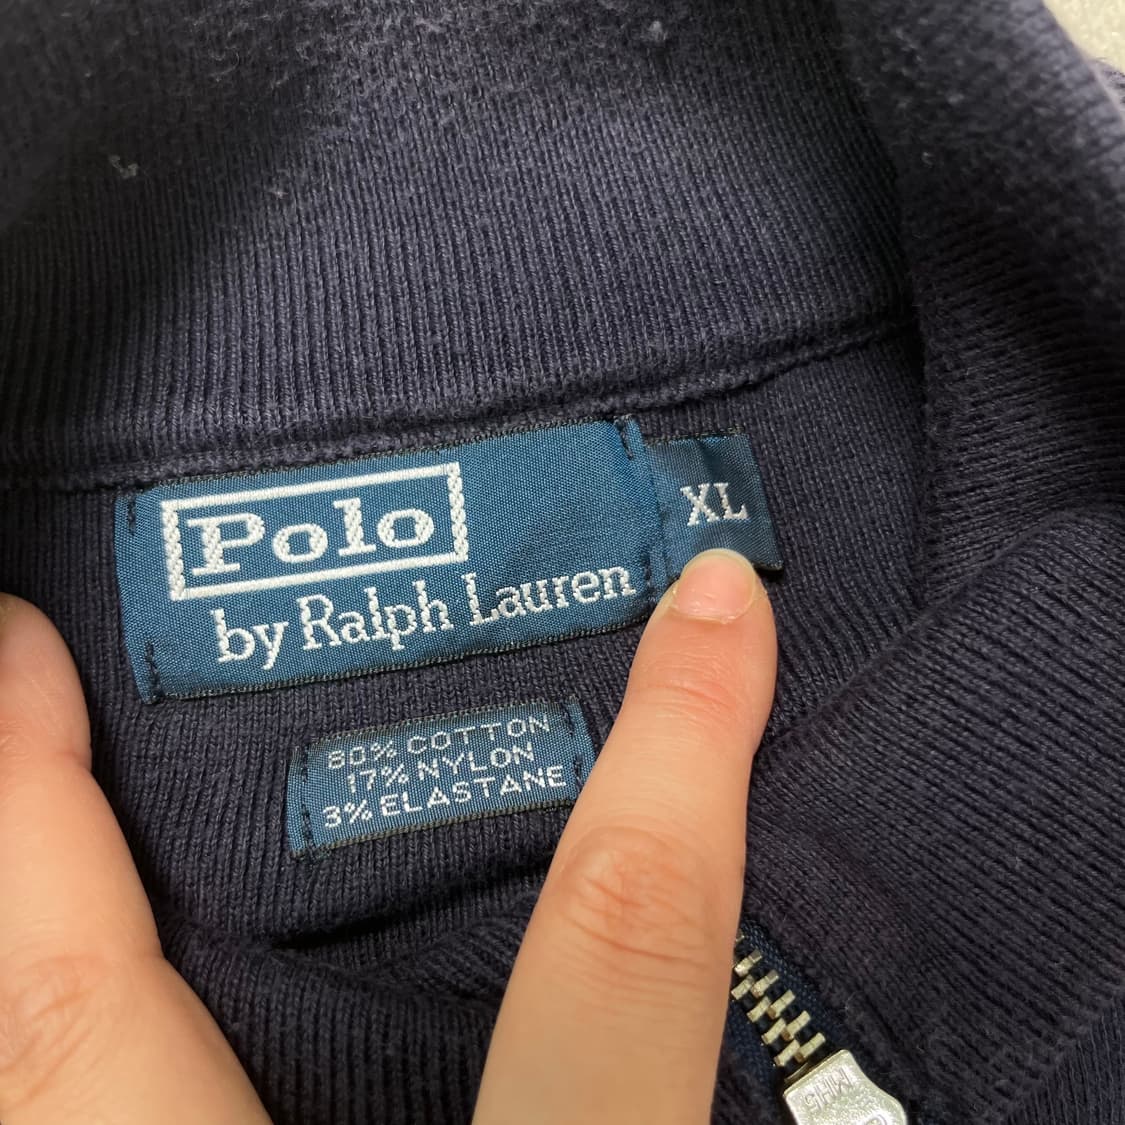 Polo
by Ralph Lauren
XL
80% COTTON
17% NYLON
3% ELASTANE